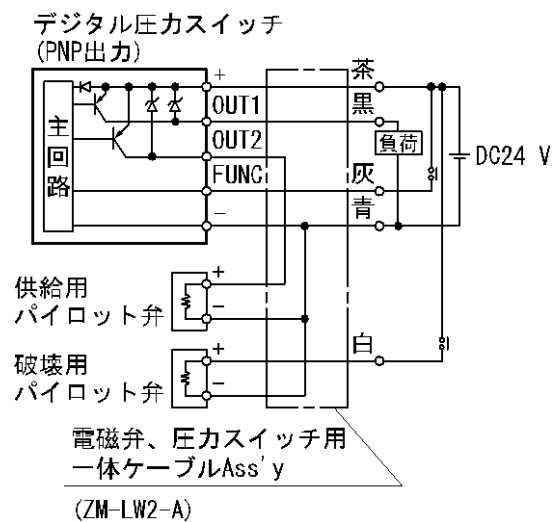 デジタル圧力スイッチ
(PNP出力)
主回路
+
OUT1
OUT2
FUNC
-
茶
黒
負荷
灰
青
DC24 V
供給用
パイロット弁
+
-
破壊用
パイロット弁
+
-
白
電磁弁、圧力スイッチ用
一体ケーブルAss'y
(ZM-LW2-A)